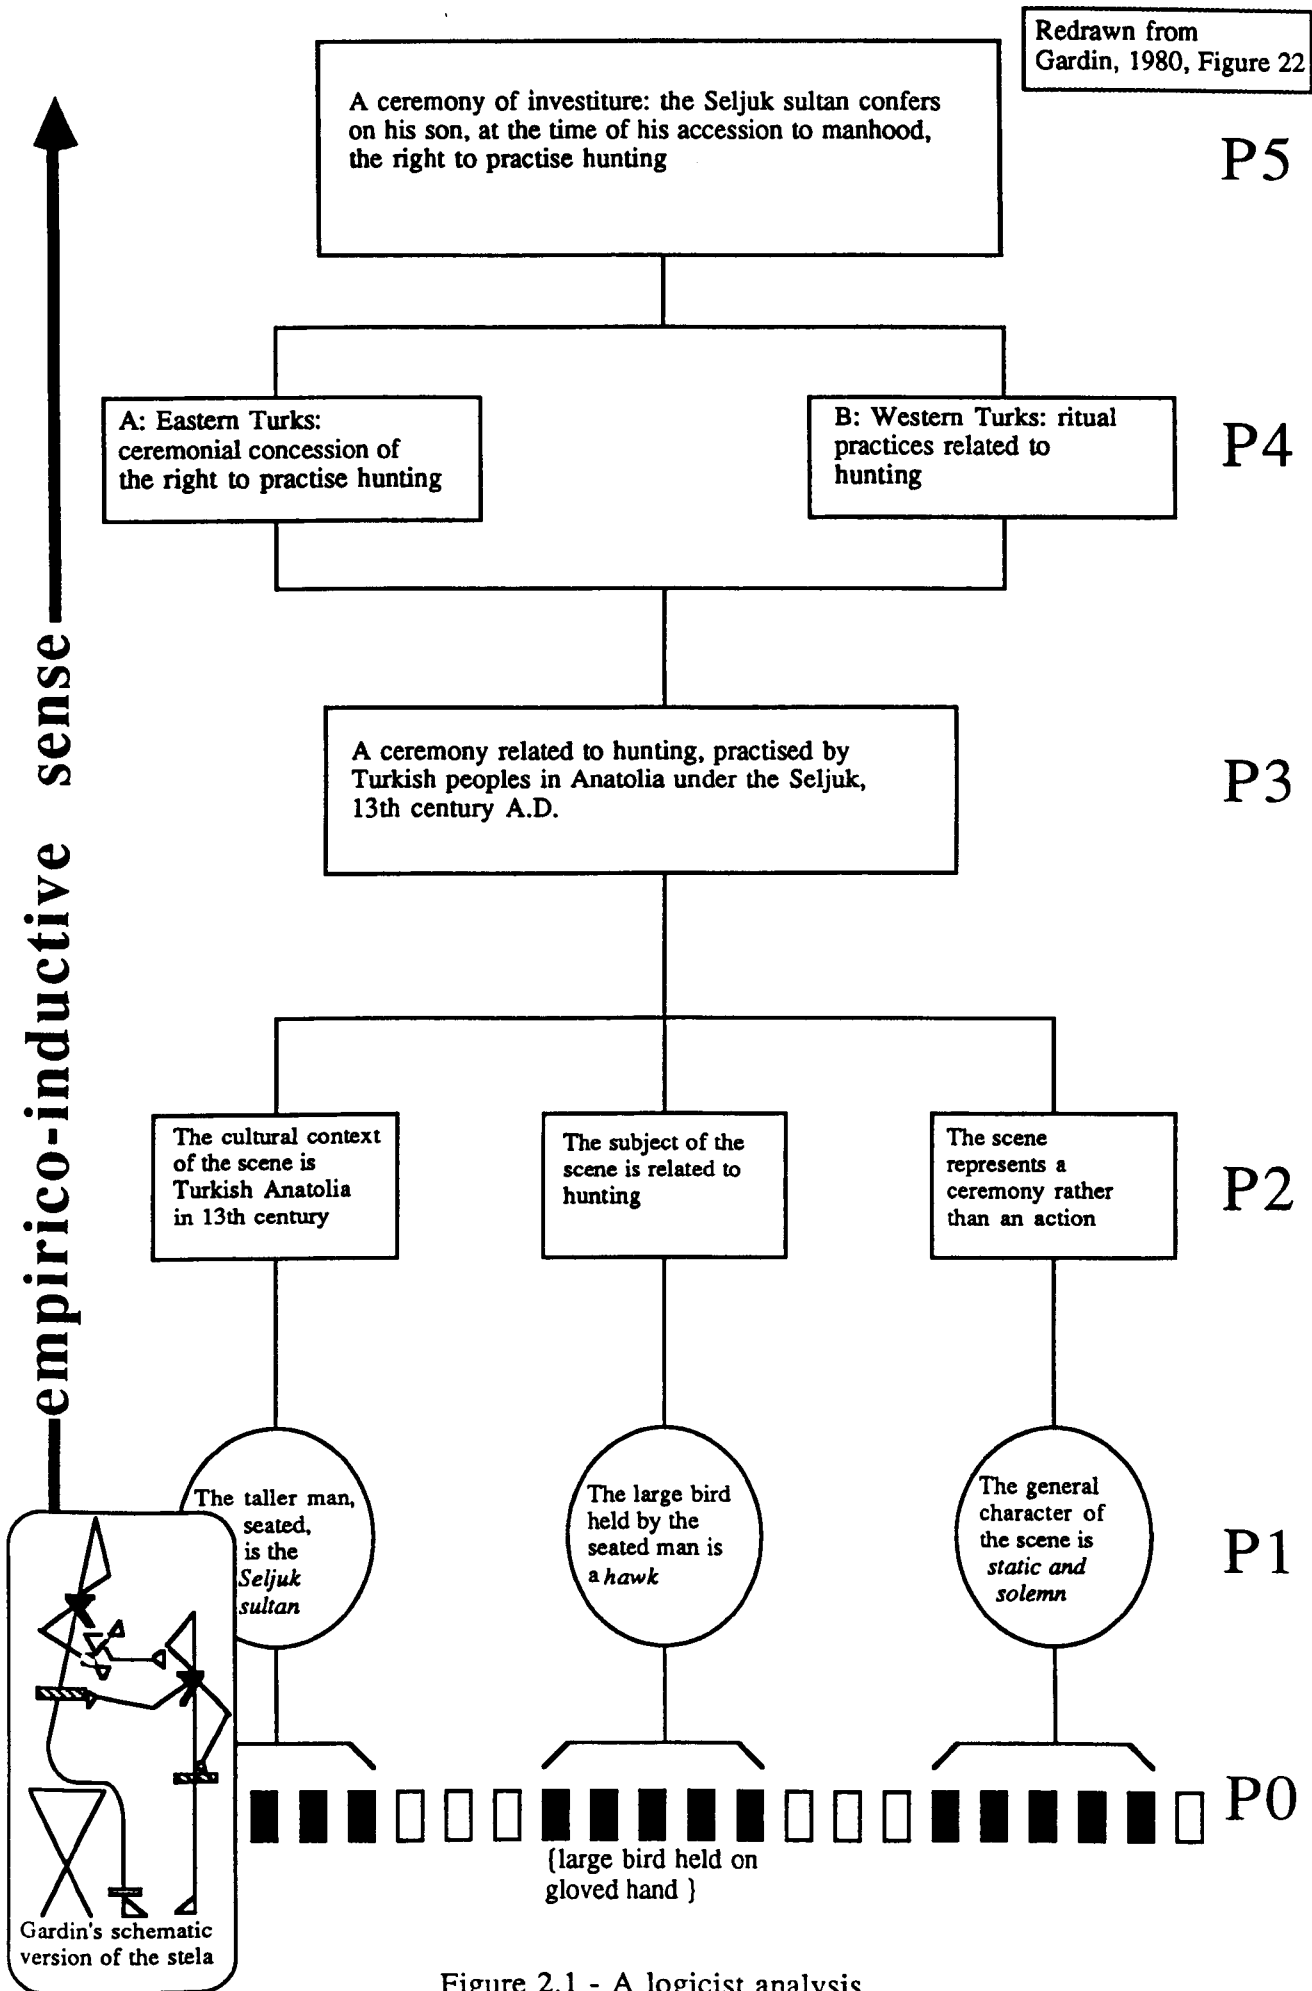 Redrawn from
Gardin, 1980, Figure 22
A ceremony of investiture: the Seljuk sultan confers
on his son, at the time of his accession to manhood,
the right to practise hunting
P5
A: Eastern Turks:
ceremonial concession of
the right to practise hunting
B: Western Turks: ritual
practices related to
hunting
P4
empirico-inductive sense
A ceremony related to hunting, practised by
Turkish peoples in Anatolia under the Seljuk,
13th century A.D.
P3
The cultural context
of the scene is
Turkish Anatolia
in 13th century
The subject of the
scene is related to
hunting
The scene
represents a
ceremony rather
than an action
P2
The taller man,
seated,
is the
Seljuk
sultan
The large bird
held by the
seated man is
a hawk
The general
character of
the scene is
static and
solemn
P1
P0
{large bird held on
gloved hand }
Gardin's schematic
version of the stela
Figure 2.1 - A logicist analysis